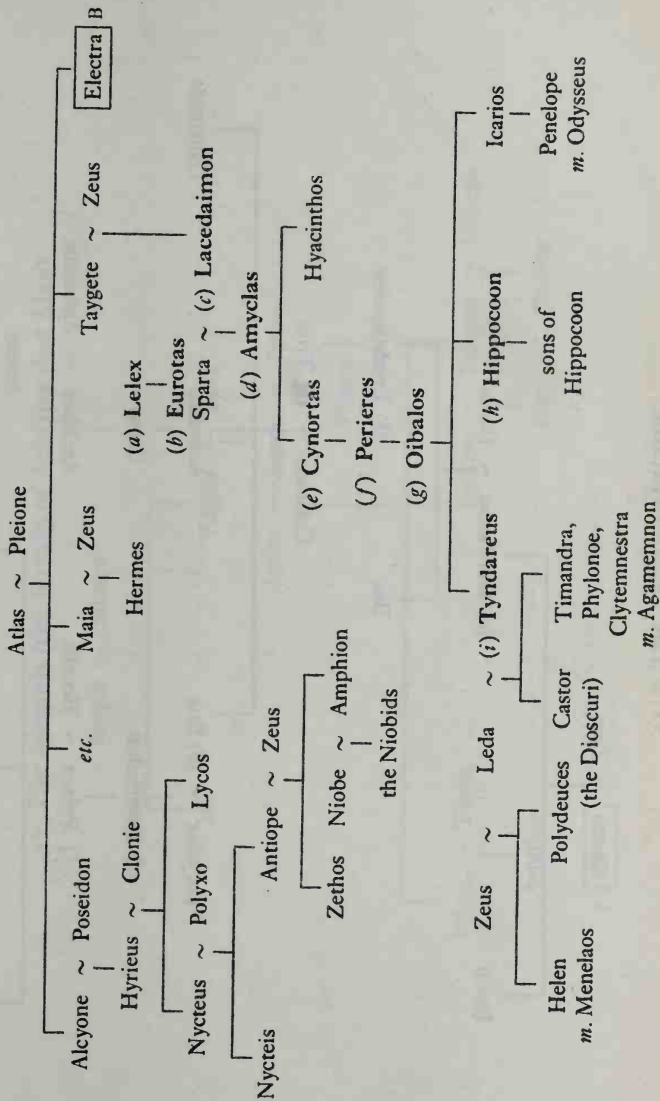 Atlas ~ Pleione
Alcyone ~ Poseidon etc. Maia ~ Zeus Taygete ~ Zeus Electra B
Hyrieus ~ Clonie Hermes
(a) Lelex
Nycteus ~ Polyxo Lycos (b) Eurotas
Sparta ~ (c) Lacedaimon
Nycteis Antiope ~ Zeus (d) Amyclas
Zethos Niobe ~ Amphion (e) Cynortas Hyacinthos
the Niobids (f) Perieres
(g) Oibalos
Zeus ~ Leda ~ (i) Tyndareus (h) Hippocoon Icarios
Helen Polydeuces Castor Timandra, sons of Penelope
m. Menelaos (the Dioscuri) Phylonoe, Hippocoon m. Odysseus
Clytemnestra
m. Agamemnon